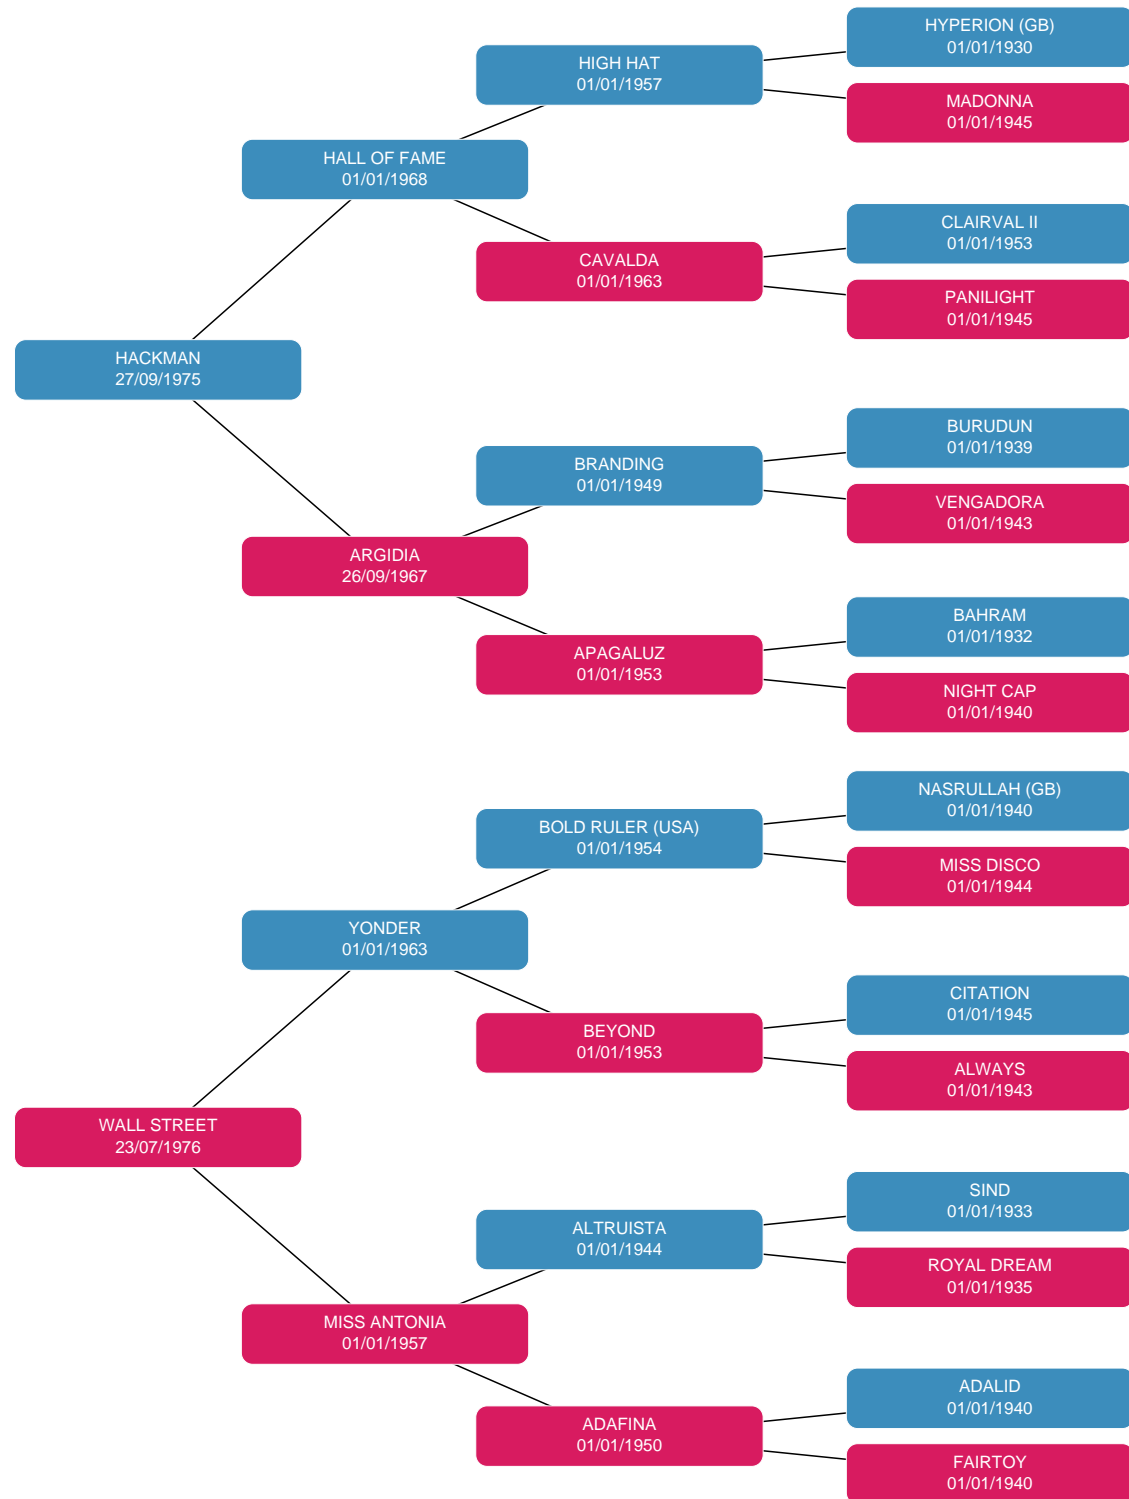 HYPERION (GB)
01/01/1930
HIGH HAT
01/01/1957
MADONNA
01/01/1945
HALL OF FAME
01/01/1968
CLAIRVAL II
01/01/1953
CAVALDA
01/01/1963
PANILIGHT
01/01/1945
HACKMAN
27/09/1975
BURUDUN
01/01/1939
BRANDING
01/01/1949
VENGADORA
01/01/1943
ARGIDIA
26/09/1967
BAHRAM
01/01/1932
APAGALUZ
01/01/1953
NIGHT CAP
01/01/1940
NASRULLAH (GB)
01/01/1940
BOLD RULER (USA)
01/01/1954
MISS DISCO
01/01/1944
YONDER
01/01/1963
CITATION
01/01/1945
BEYOND
01/01/1953
ALWAYS
01/01/1943
WALL STREET
23/07/1976
SIND
01/01/1933
ALTRUISTA
01/01/1944
ROYAL DREAM
01/01/1935
MISS ANTONIA
01/01/1957
ADALID
01/01/1940
ADAFINA
01/01/1950
FAIRTOY
01/01/1940